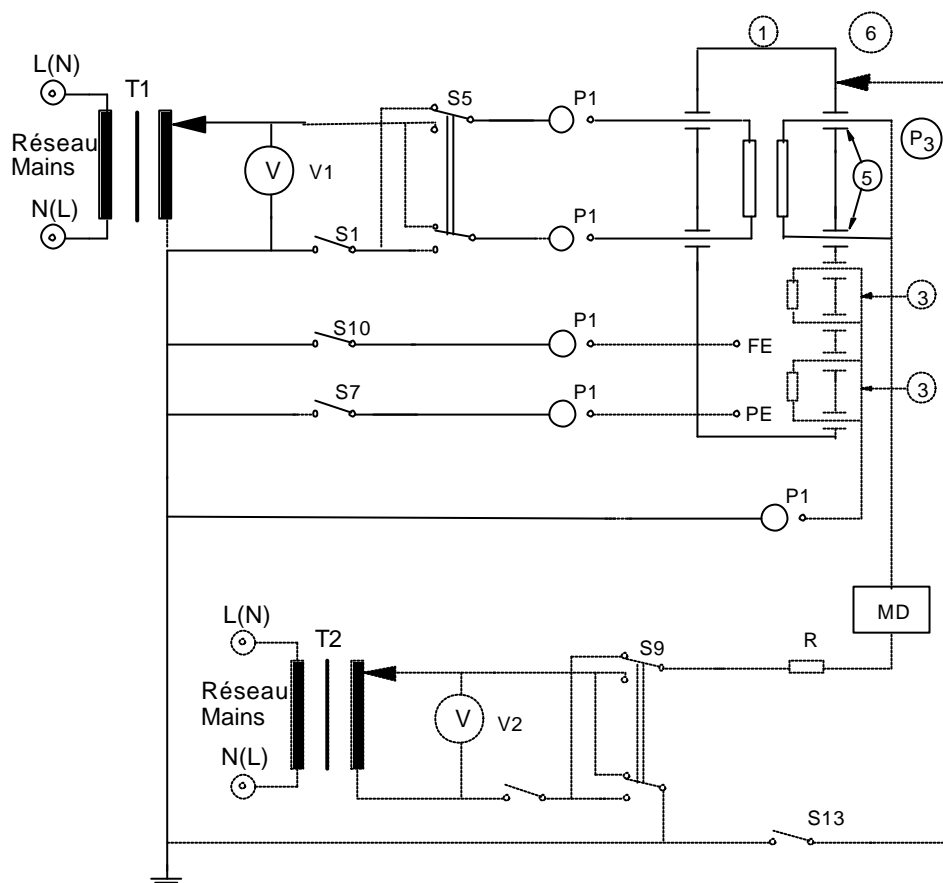 1
6
L(N)
T1
S5
P1
Réseau
Mains
V
V1
P3
5
N(L)
S1
P1
3
S10
P1
FE
S7
P1
PE
3
P1
MD
L(N)
T2
S9
R
Réseau
Mains
V
V2
N(L)
S13